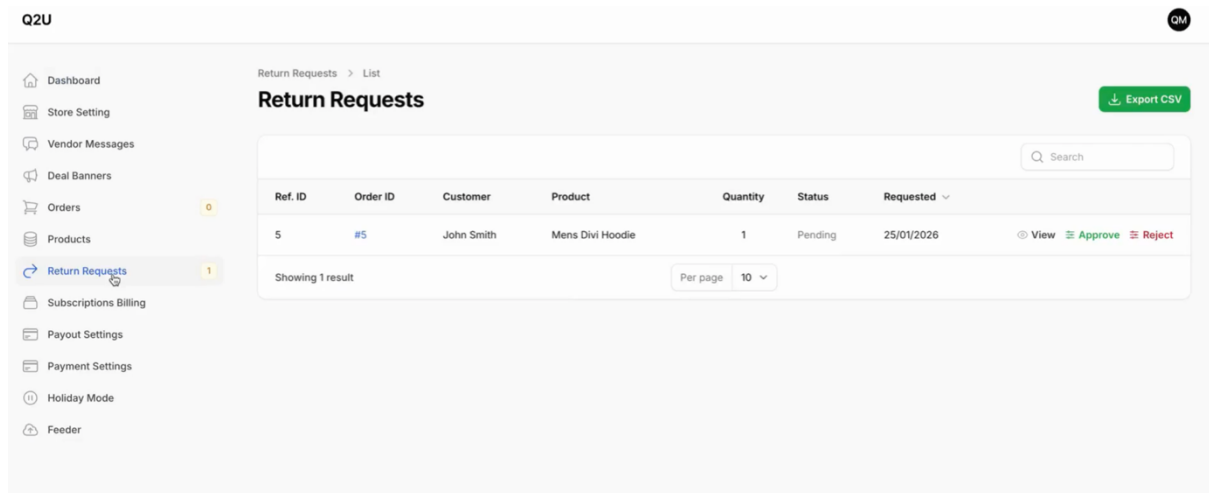 Q2U
QM
Dashboard
Store Setting
Vendor Messages
Deal Banners
Orders 0
Products
Return Requests 1
Subscriptions Billing
Payout Settings
Payment Settings
Holiday Mode
Feeder
Return Requests > List
Return Requests
Export CSV
Search
Ref. ID Order ID Customer Product Quantity Status Requested
5 #5 John Smith Mens Divi Hoodie 1 Pending 25/01/2026 View Approve Reject
Showing 1 result Per page 10